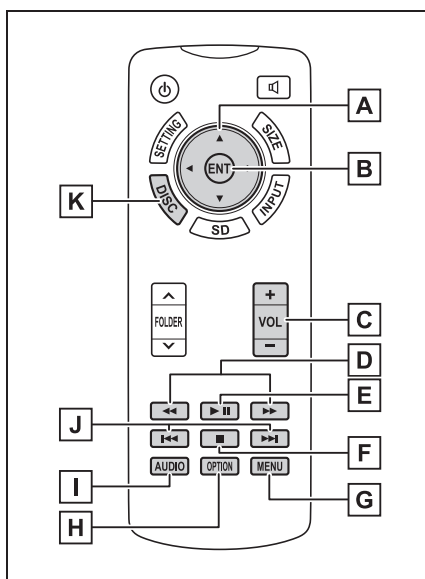 A
SETTING
SIZE
B
ENT
K
DISC
INPUT
SD
+
FOLDER
VOL
C
−
D
E
J
F
AUDIO
OPTION
MENU
I
G
H